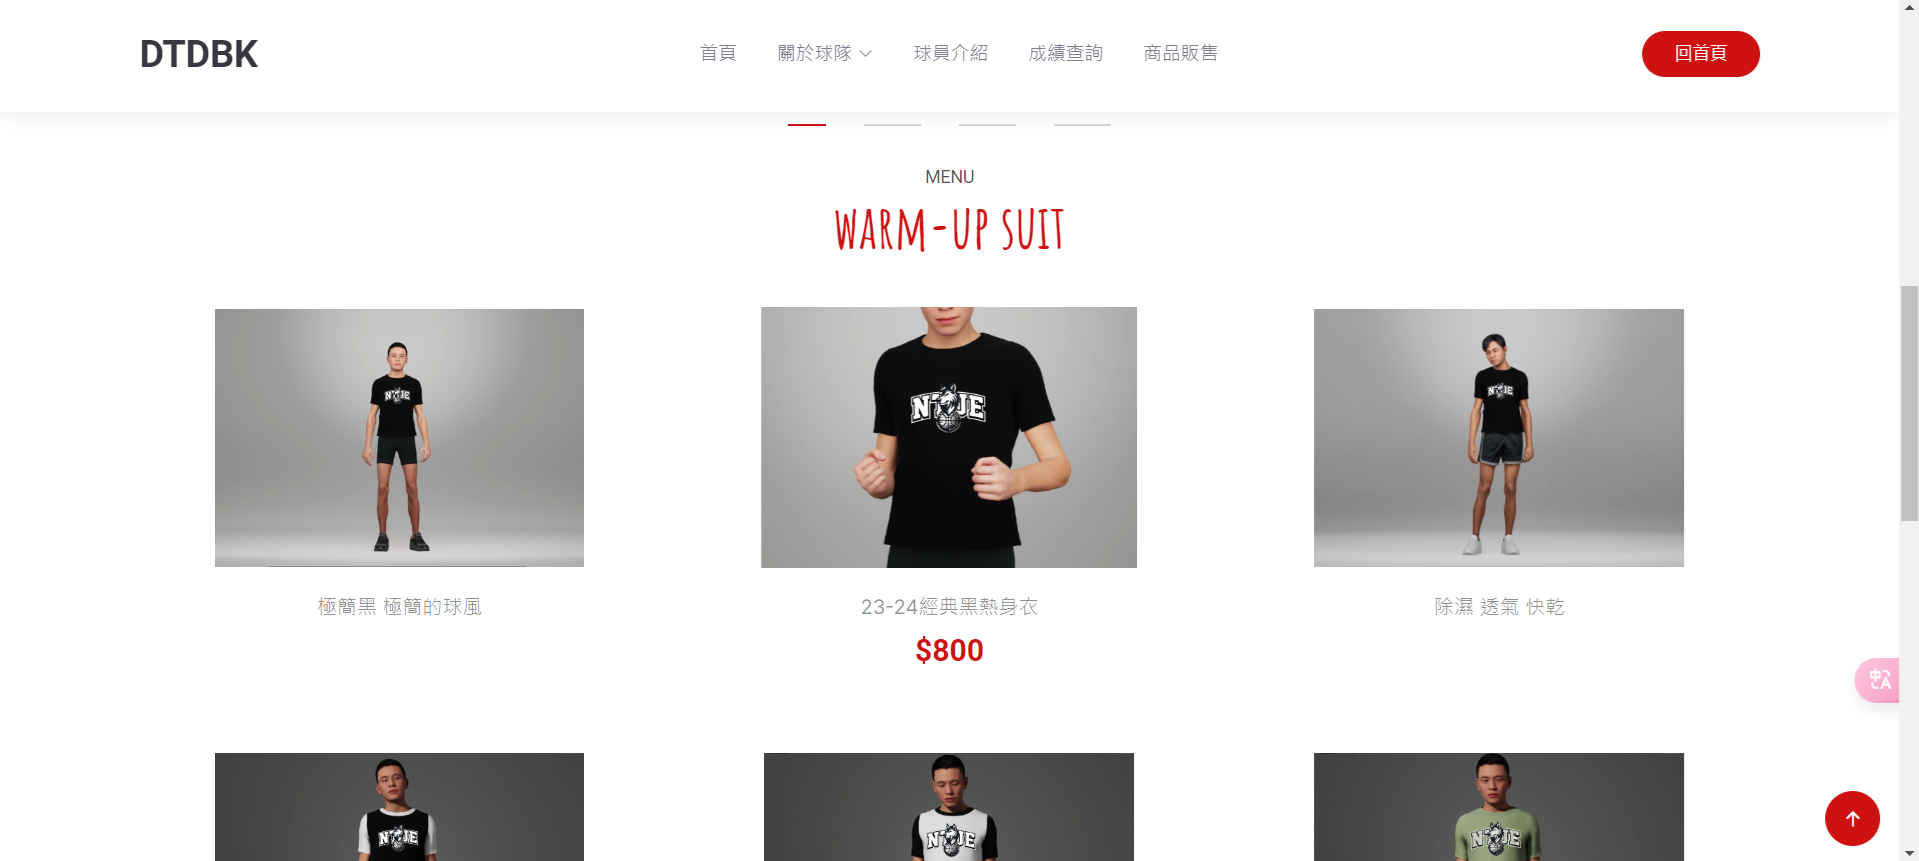 DTDBK
首頁 關於球隊 球員介紹 成績查詢 商品販售
回首頁
MENU
WARM-UP SUIT
極簡黑 極簡的球風
23-24經典黑熱身衣
除濕 透氣 快乾
$800